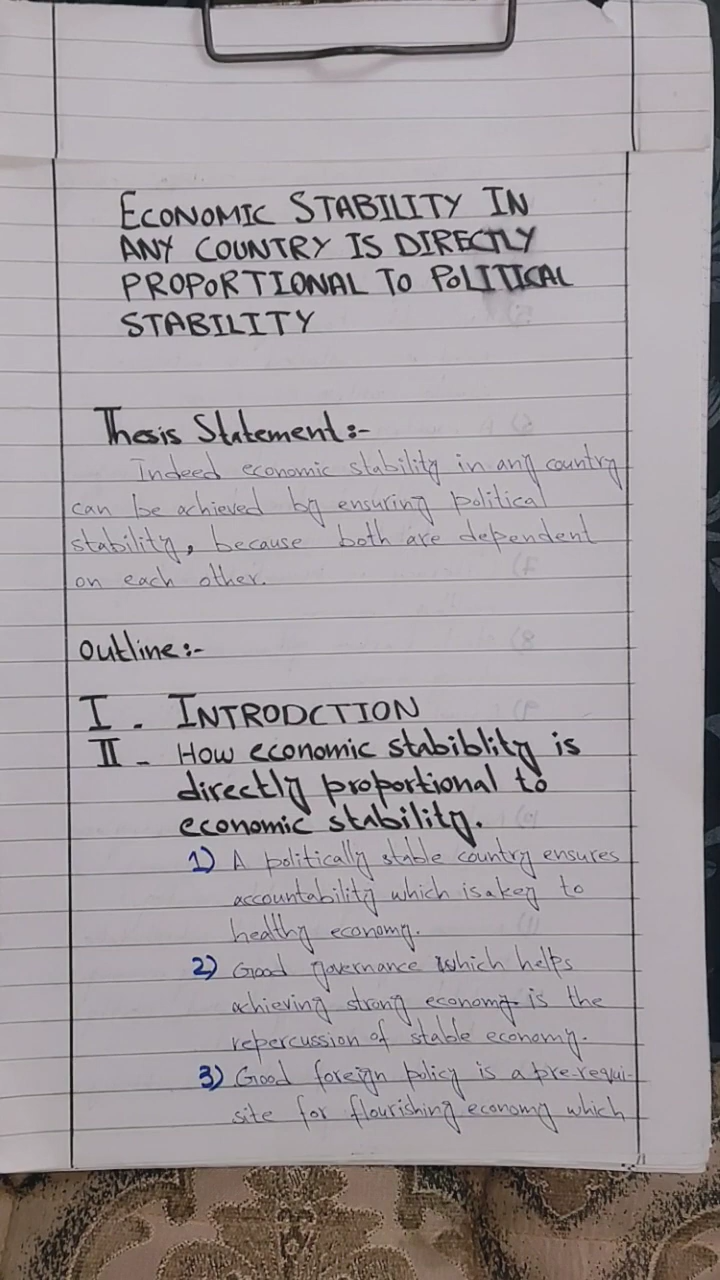 ECONOMIC STABILITY IN
ANY COUNTRY IS DIRECTLY
PROPORTIONAL TO POLITICAL
STABILITY
Thesis Statement:-
Indeed economic stability in any country
can be achieved by ensuring political
stability, because both are dependent
on each other.
outline:-
I. INTRODCTION
II - How economic stabiblity is
directly proportional to
economic stability.
1) A politically stable country ensures
accountability which is a key to
healthy economy.
2) Good governance which helps
achieving strong economy is the
repercussion of stable economy.
3) Good foreign policy is a pre-requi-
site for flourishing economy which